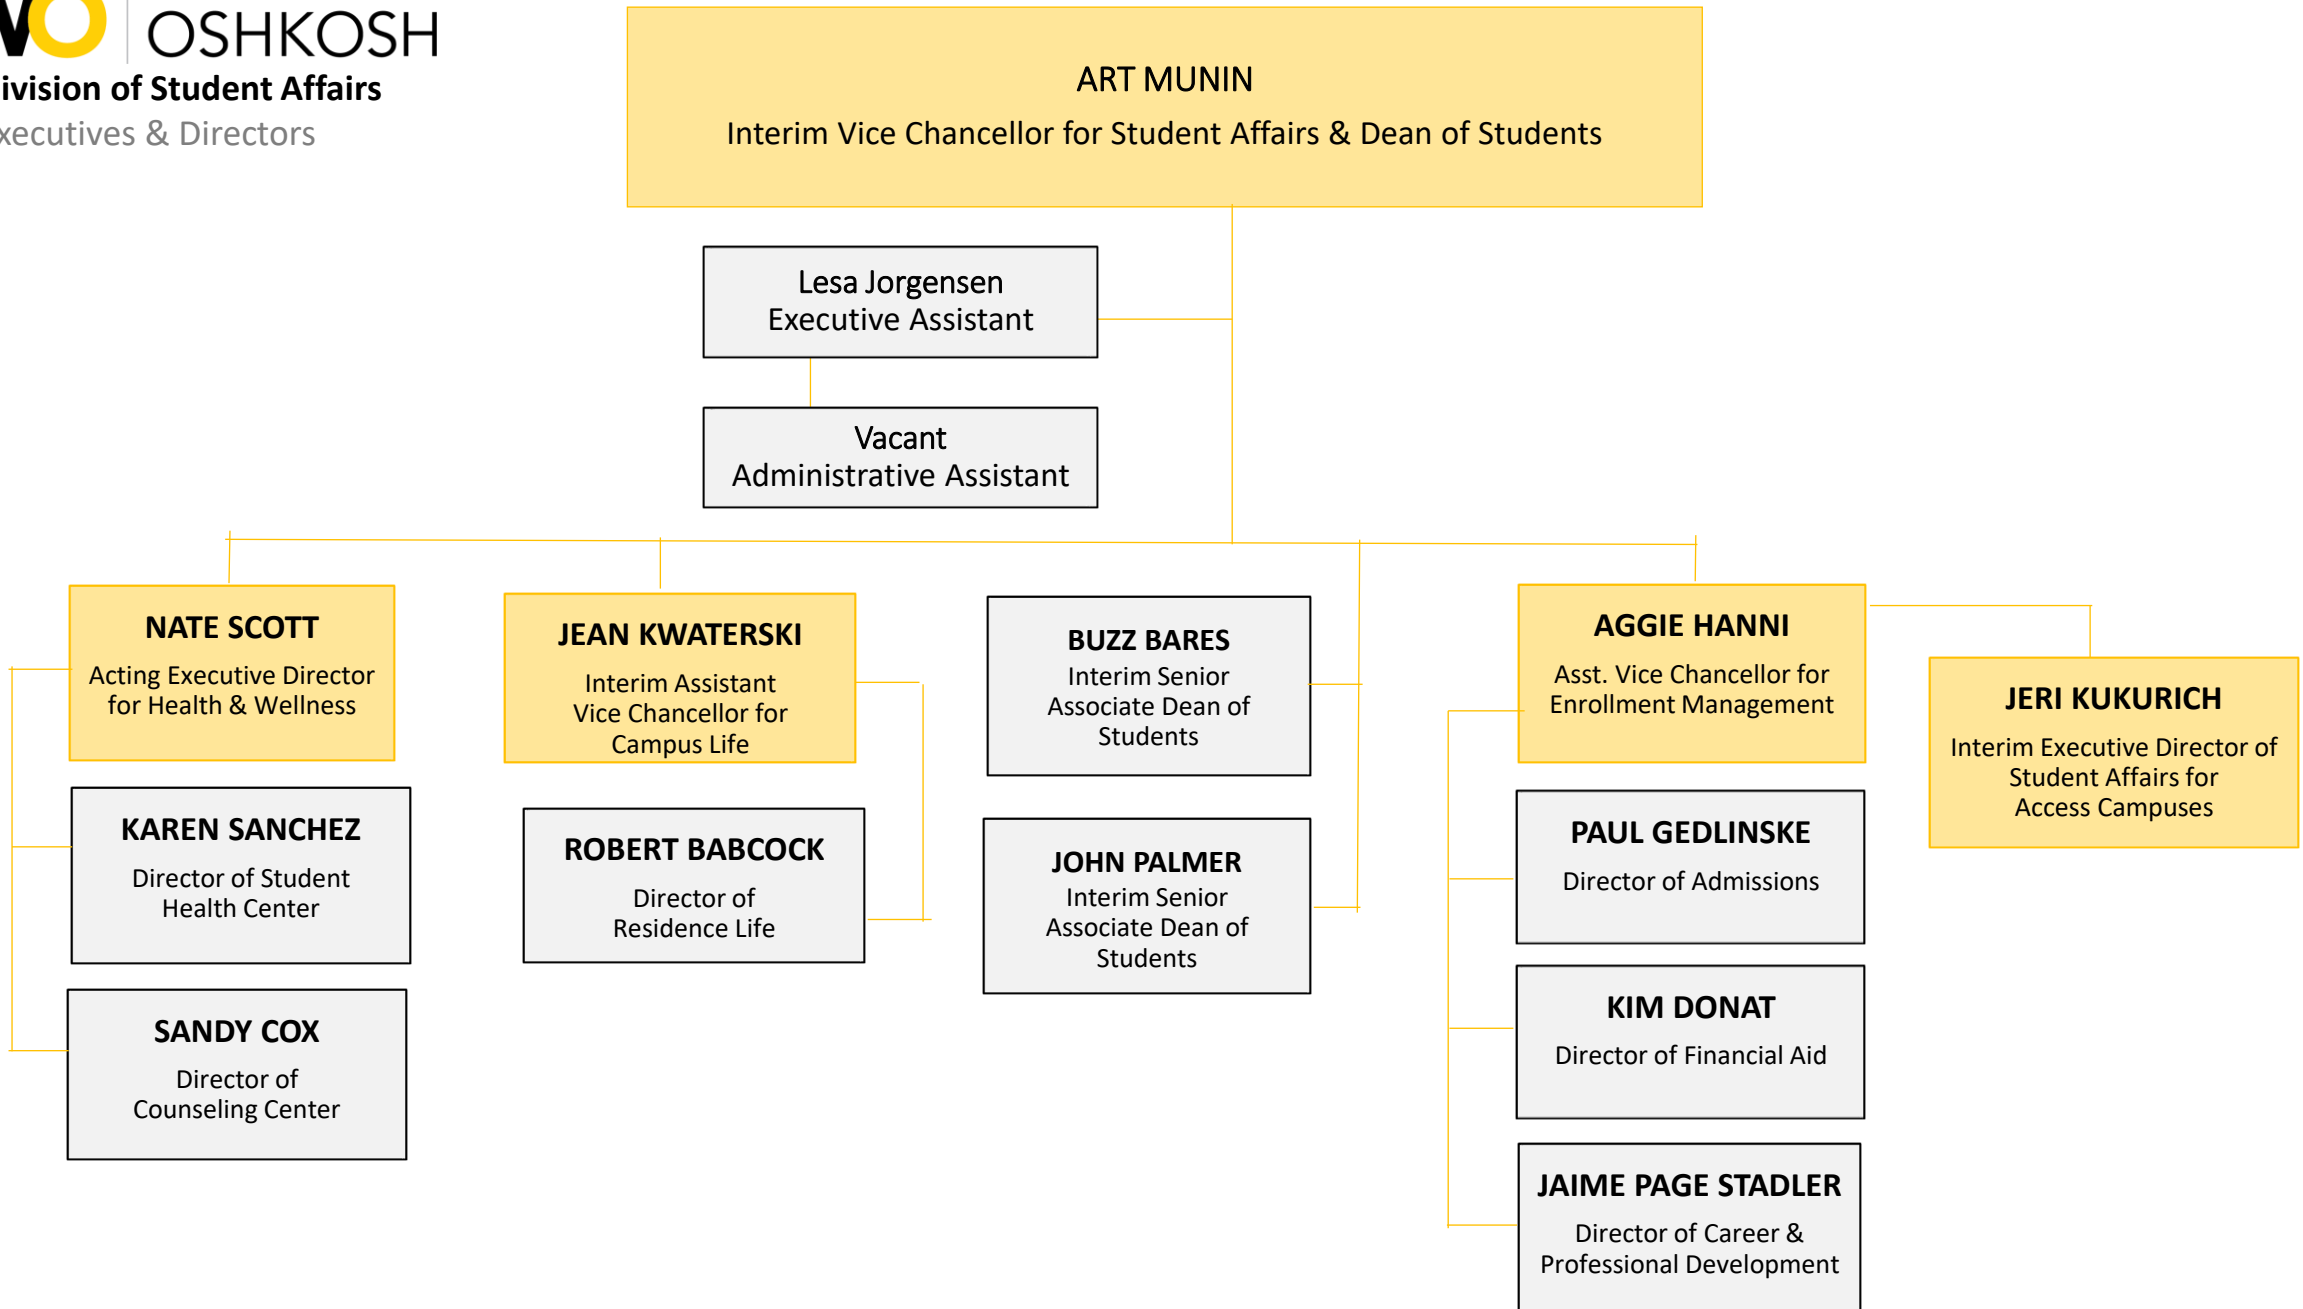 OSHKOSH
ivision of Student Affairs
xecutives & Directors
ART MUNIN
Interim Vice Chancellor for Student Affairs & Dean of Students
Lesa Jorgensen
Executive Assistant
Vacant
Administrative Assistant
NATE SCOTT
Acting Executive Director
for Health & Wellness
KAREN SANCHEZ
Director of Student
Health Center
SANDY COX
Director of
Counseling Center
JEAN KWATERSKI
Interim Assistant
Vice Chancellor for
Campus Life
ROBERT BABCOCK
Director of
Residence Life
BUZZ BARES
Interim Senior
Associate Dean of
Students
JOHN PALMER
Interim Senior
Associate Dean of
Students
AGGIE HANNI
Asst. Vice Chancellor for
Enrollment Management
PAUL GEDLINSKE
Director of Admissions
KIM DONAT
Director of Financial Aid
JAIME PAGE STADLER
Director of Career &
Professional Development
JERI KUKURICH
Interim Executive Director of
Student Affairs for
Access Campuses